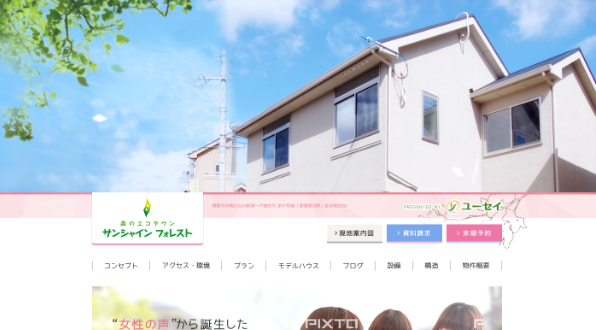 PRESENTED BY ユーセイ
森のエコタウン
サンシャイン フォレスト
> 現地案内図
> 資料請求
> 来場予約
コンセプト
アクセス・環境
プラン
モデルハウス
ブログ
設備
構造
物件概要
“女性の声”から誕生した
PIXTO
P